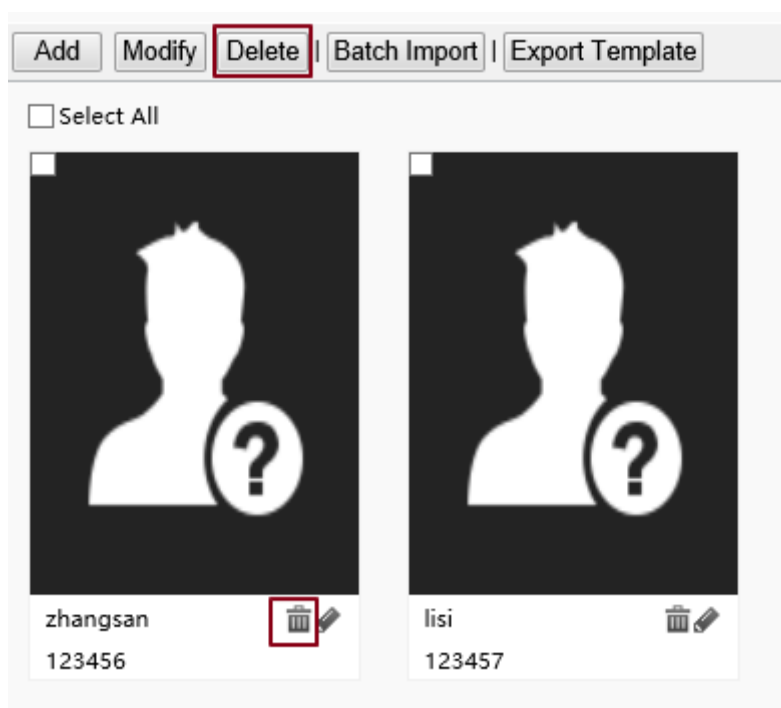 Add Modify Delete | Batch Import | Export Template
Select All
zhangsan lisi
123456 123457